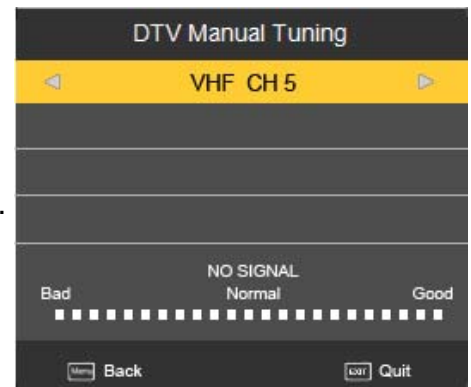 DTV Manual Tuning
VHF CH 5
.
NO SIGNAL
Bad Normal Good
Menu Back EXIT Quit